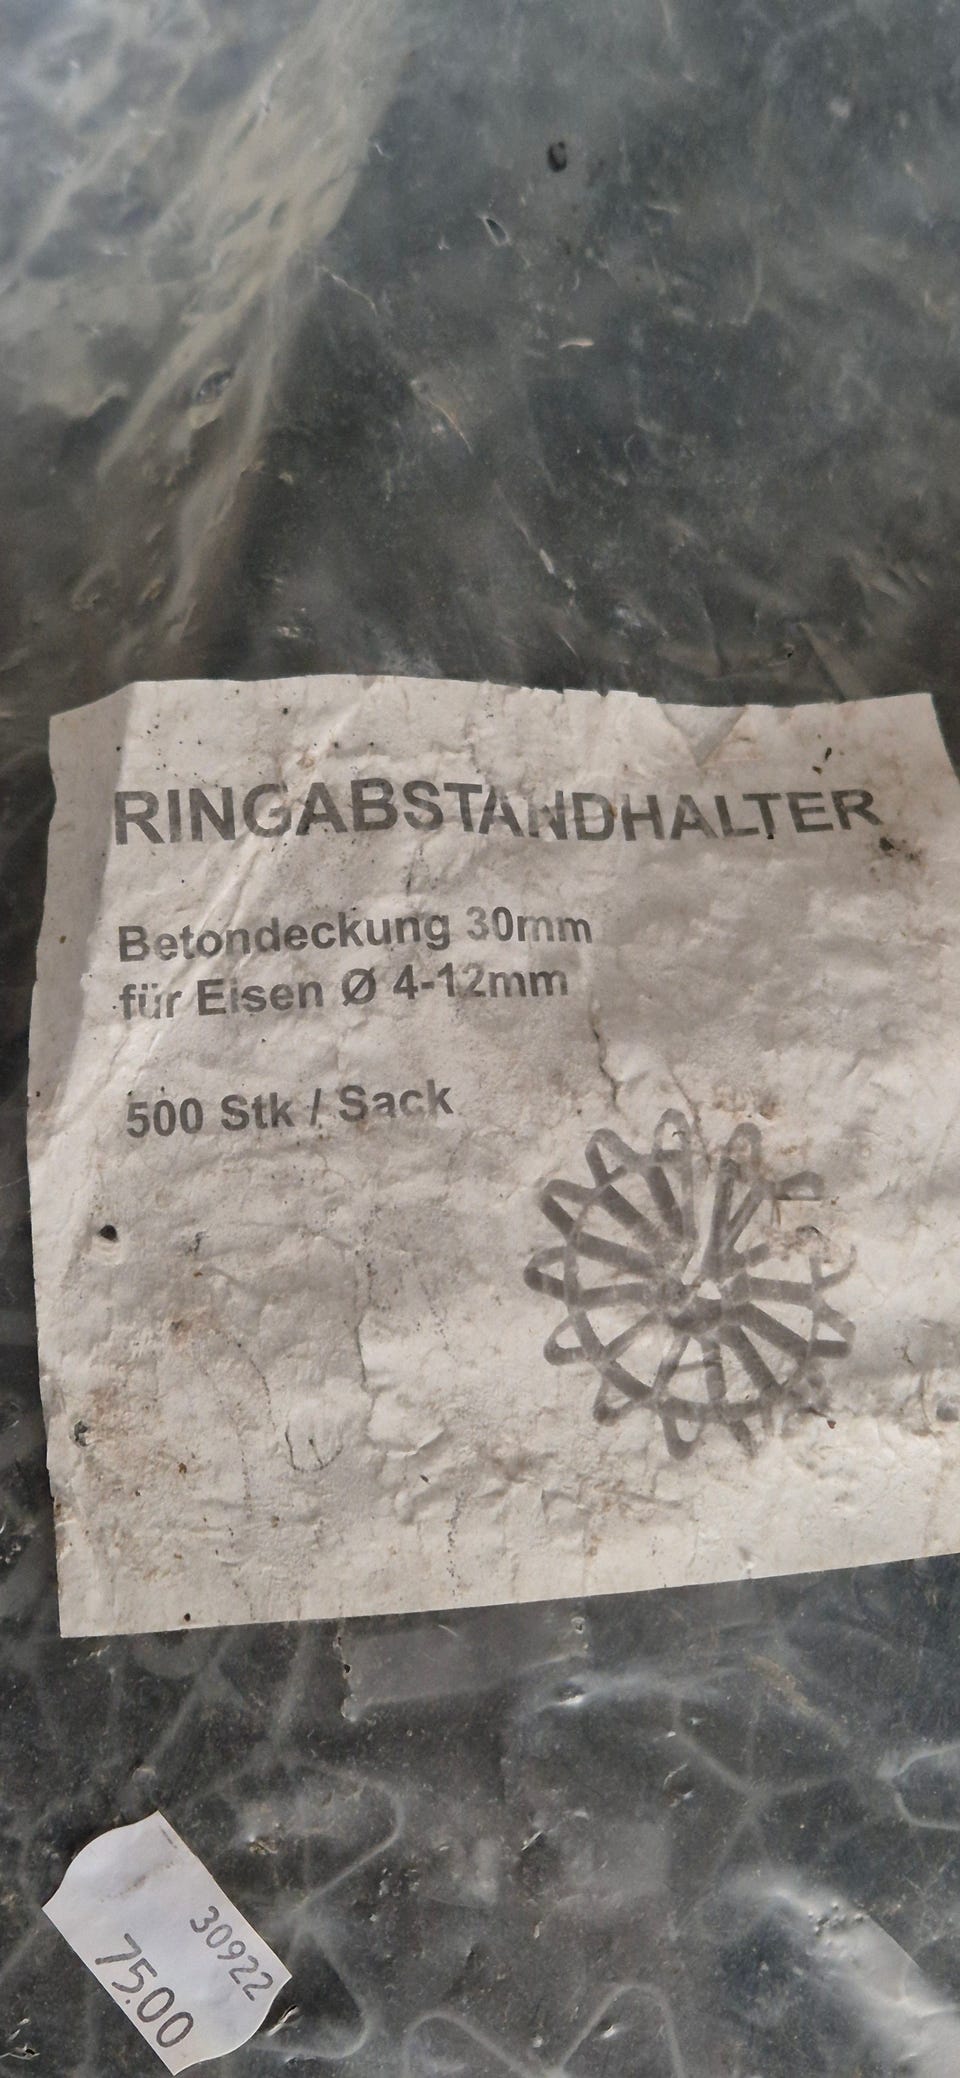 RINGABSTANDHALTER
Betondeckung 30mm
für Eisen Ø 4-12mm
500 Stk / Sack
30922
75.00